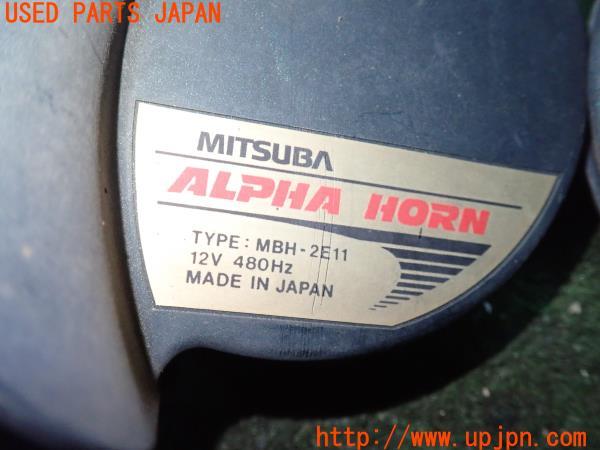 USED PARTS JAPAN
MITSUBA
ALPHA HORN
TYPE: MBH-2E11
12V 480Hz
MADE IN JAPAN
http://www.upjpn.com/